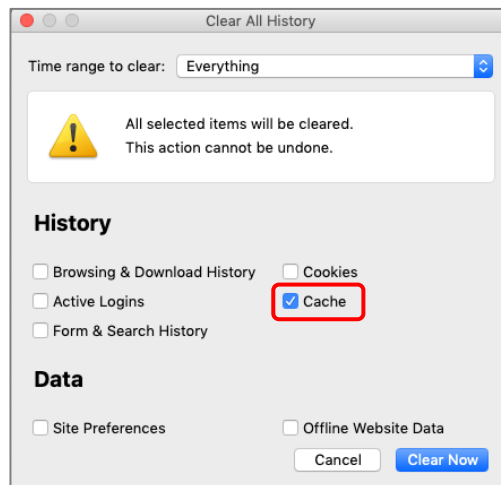 Clear All History
Time range to clear: Everything
All selected items will be cleared.
This action cannot be undone.
History
Browsing & Download History Cookies
Active Logins Cache
Form & Search History
Data
Site Preferences Offline Website Data
Cancel Clear Now